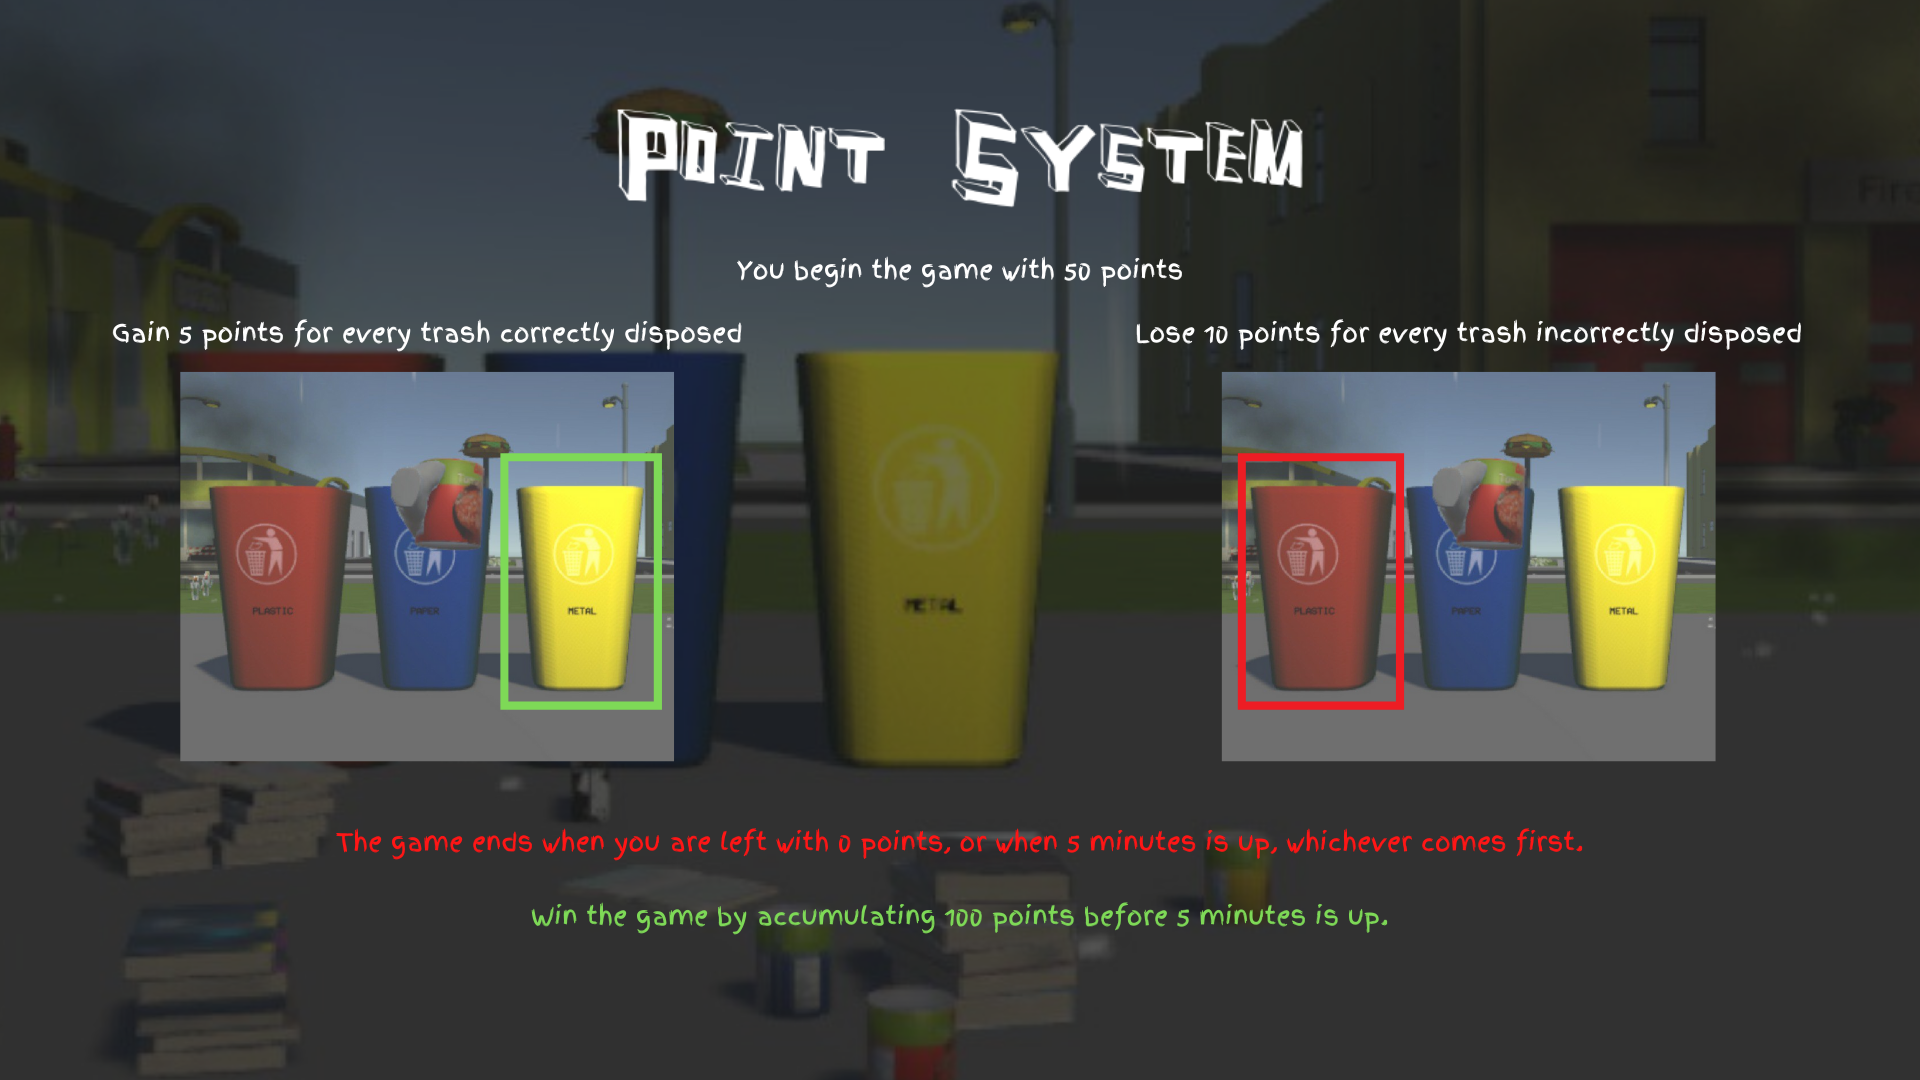 Point System
You begin the game with 50 points
Gain 5 points for every trash correctly disposed
Lose 10 points for every trash incorrectly disposed
PLASTIC
PAPER
METAL
METAL
PLASTIC
PAPER
METAL
The game ends when you are left with 0 points, or when 5 minutes is up, whichever comes first.
Win the game by accumulating 100 points before 5 minutes is up.